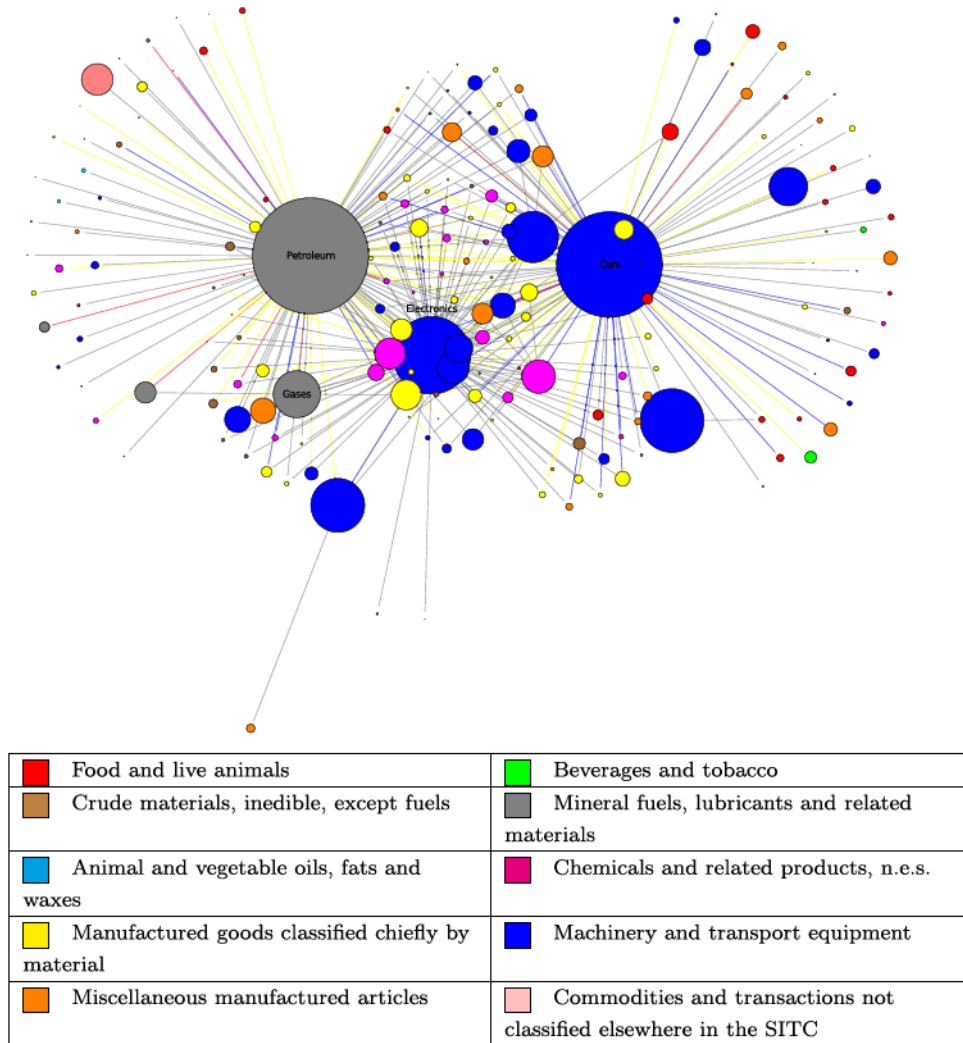 Petroleum
Cars
Electronics
Gases
Food and live animals
Beverages and tobacco
Crude materials, inedible, except fuels
Mineral fuels, lubricants and related
materials
Animal and vegetable oils, fats and
waxes
Chemicals and related products, n.e.s.
Manufactured goods classified chiefly by
material
Machinery and transport equipment
Miscellaneous manufactured articles
Commodities and transactions not
classified elsewhere in the SITC